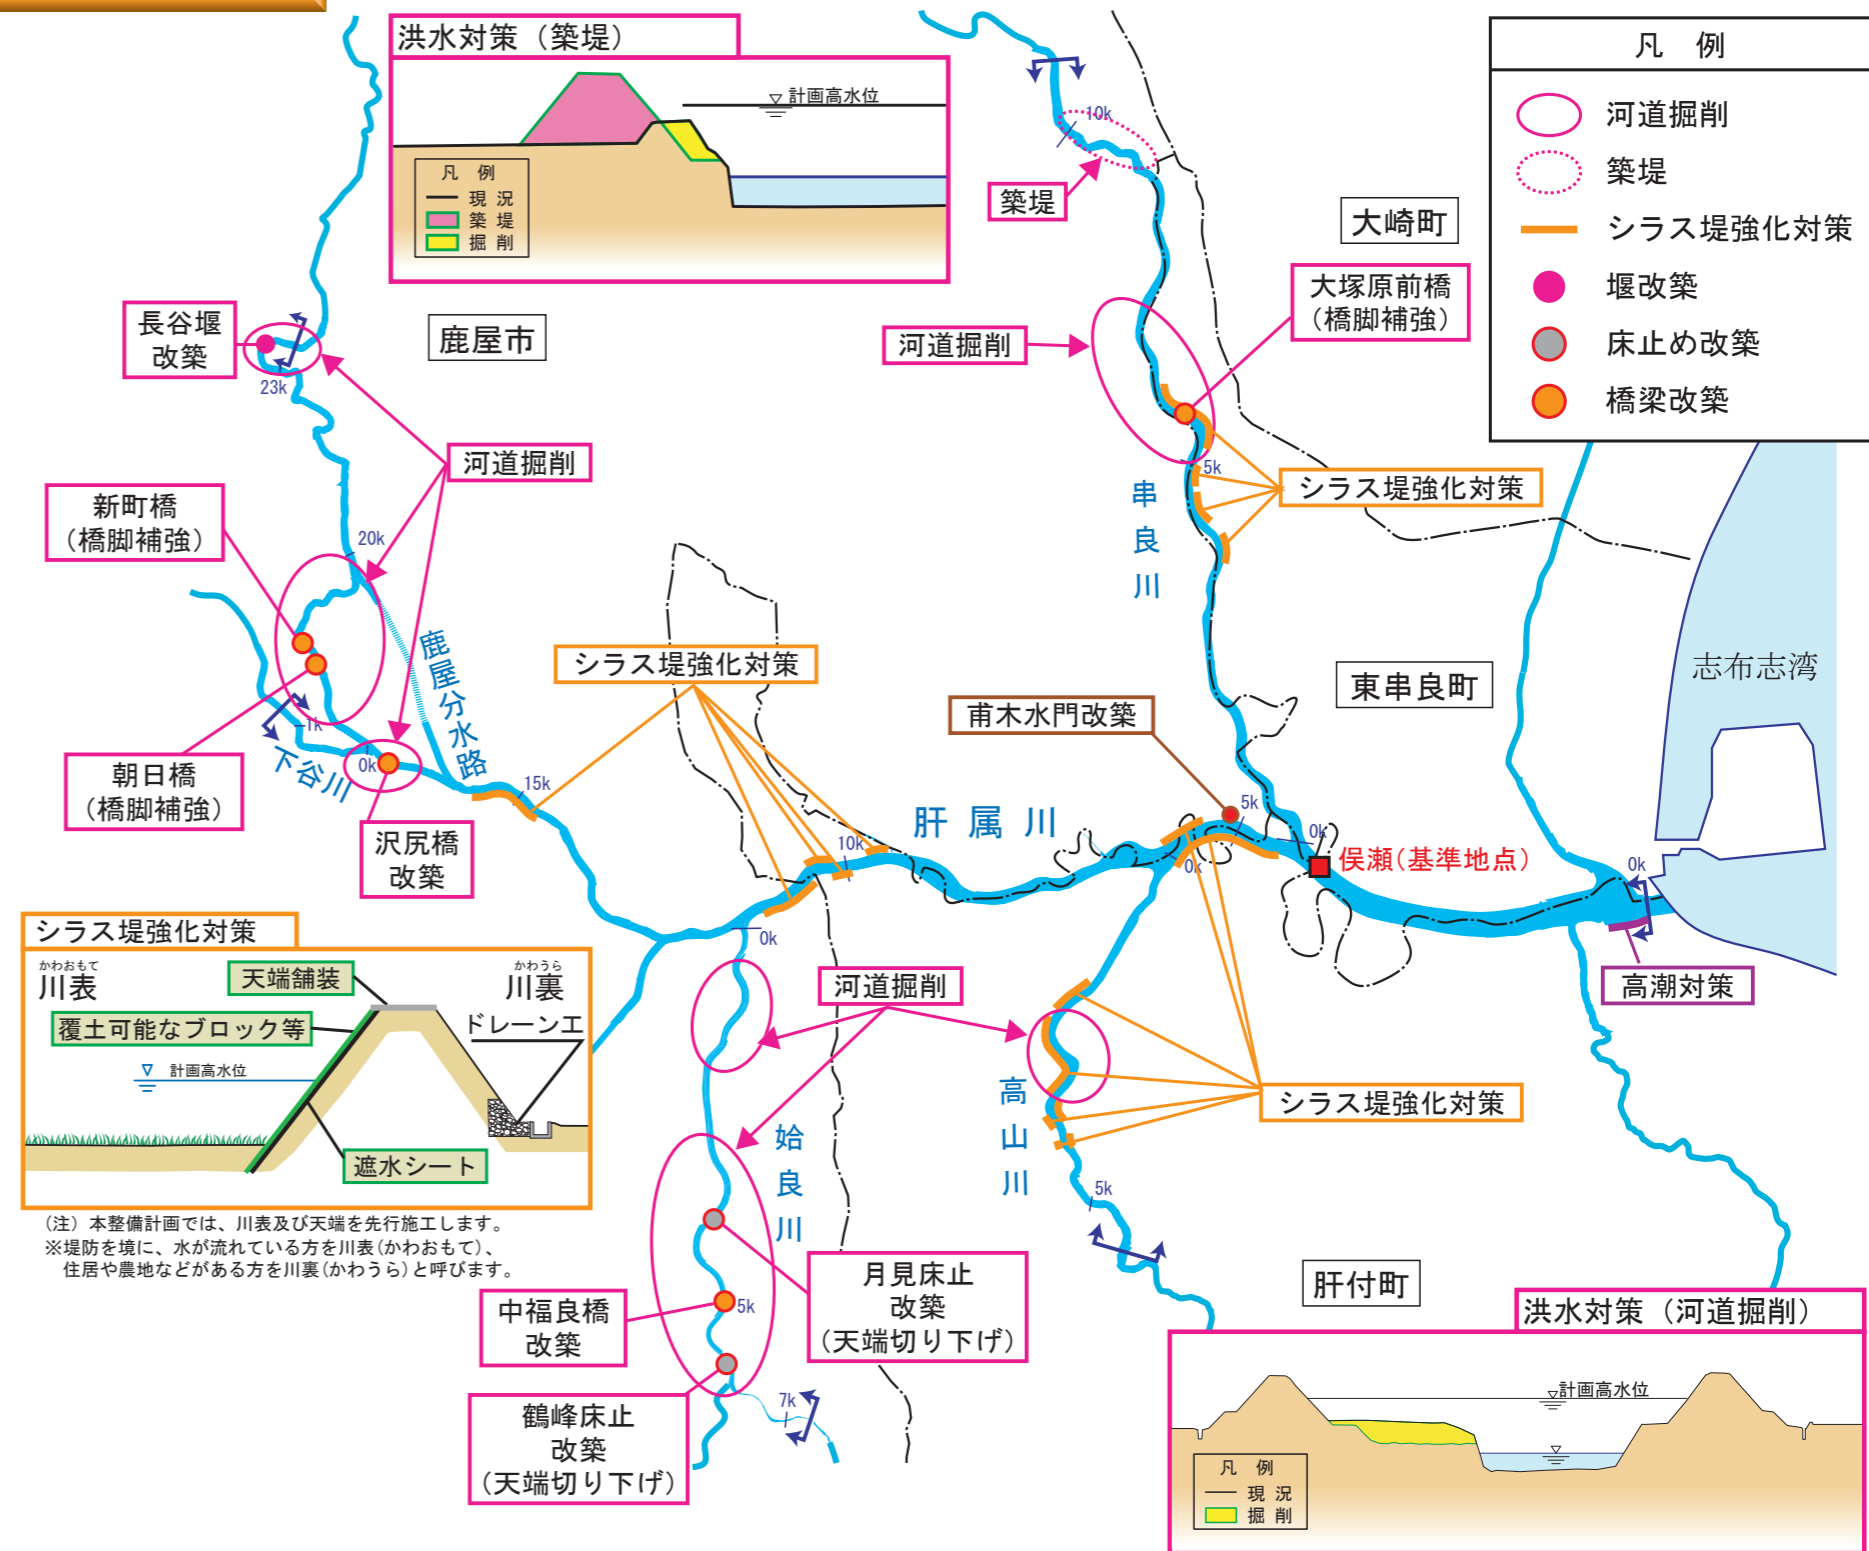 洪水対策（築堤）
計画高水位
凡 例
現 況
築 堤
掘 削
凡 例
河道掘削
築堤
シラス堤強化対策
堰改築
床止め改築
橋梁改築
10k
築堤
大崎町
大塚原前橋
（橋脚補強）
河道掘削
長谷堰
改築
鹿屋市
23k
河道掘削
5k
シラス堤強化対策
串良川
新町橋
（橋脚補強）
20k
鹿屋分水路
シラス堤強化対策
東串良町
志布志湾
甫木水門改築
1k
0k
下谷川
朝日橋
（橋脚補強）
沢尻橋
改築
15k
10k
肝属川
5k
0k
0k
俣瀬(基準地点)
0k
高潮対策
0k
河道掘削
シラス堤強化対策
かわおもて
川表
天端舗装
かわうら
川裏
覆土可能なブロック等
ドレーン工
計画高水位
遮水シート
（注）本整備計画では、川表及び天端を先行施工します。
※堤防を境に、水が流れている方を川表(かわおもて)、
住居や農地などがある方を川裏(かわうら)と呼びます。
高山川
シラス堤強化対策
姶良川
5k
月見床止
改築
（天端切り下げ）
中福良橋
改築
5k
鶴峰床止
改築
（天端切り下げ）
7k
肝付町
洪水対策（河道掘削）
計画高水位
凡 例
現 況
掘 削